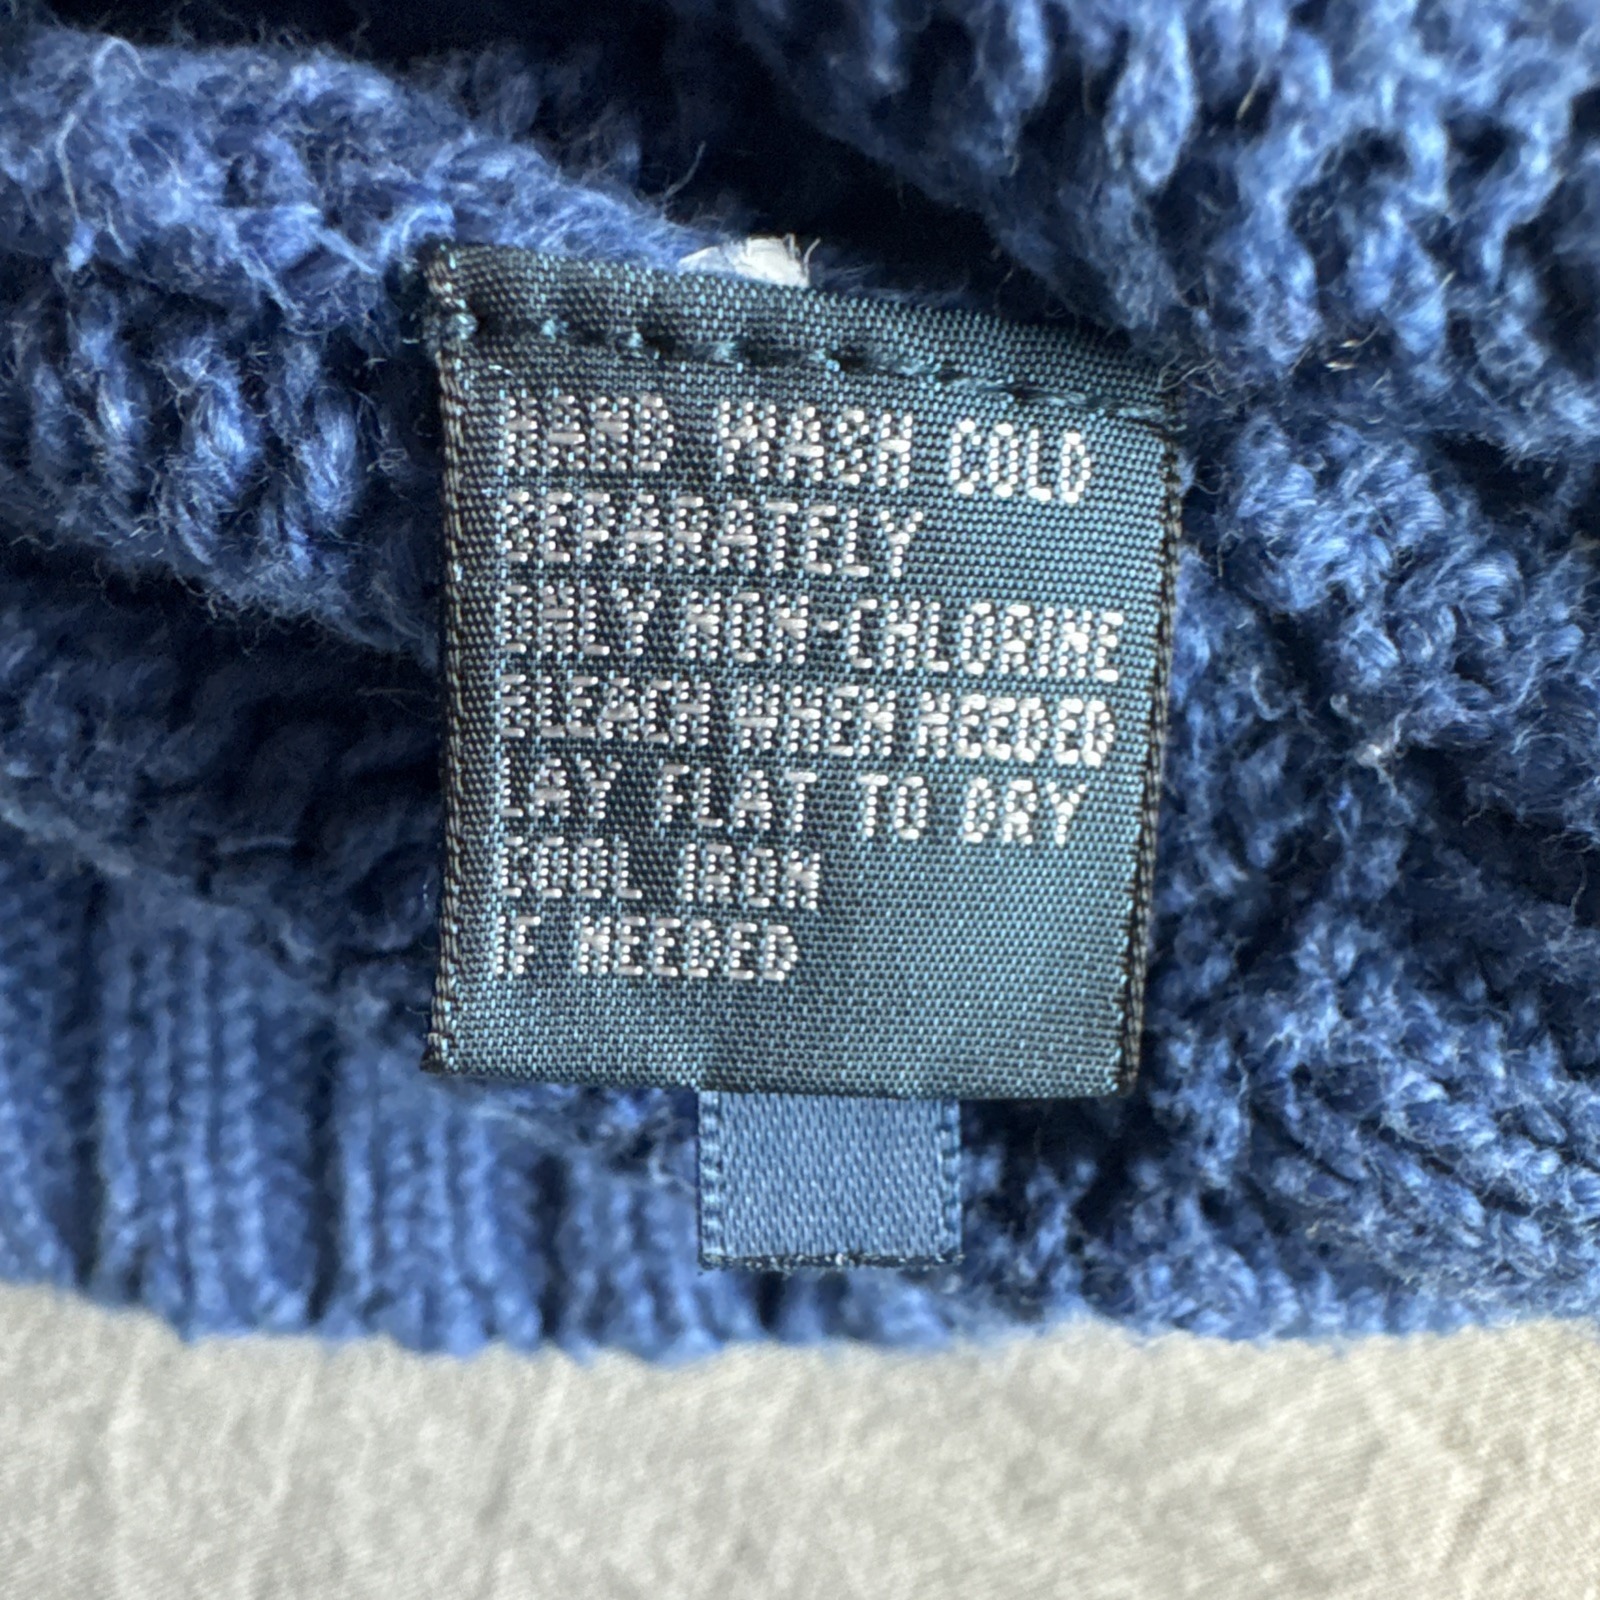 HAND WASH COLD
SEPARATELY
ONLY NON-CHLORINE
BLEACH WHEN NEEDED
LAY FLAT TO DRY
COOL IRON
IF NEEDED